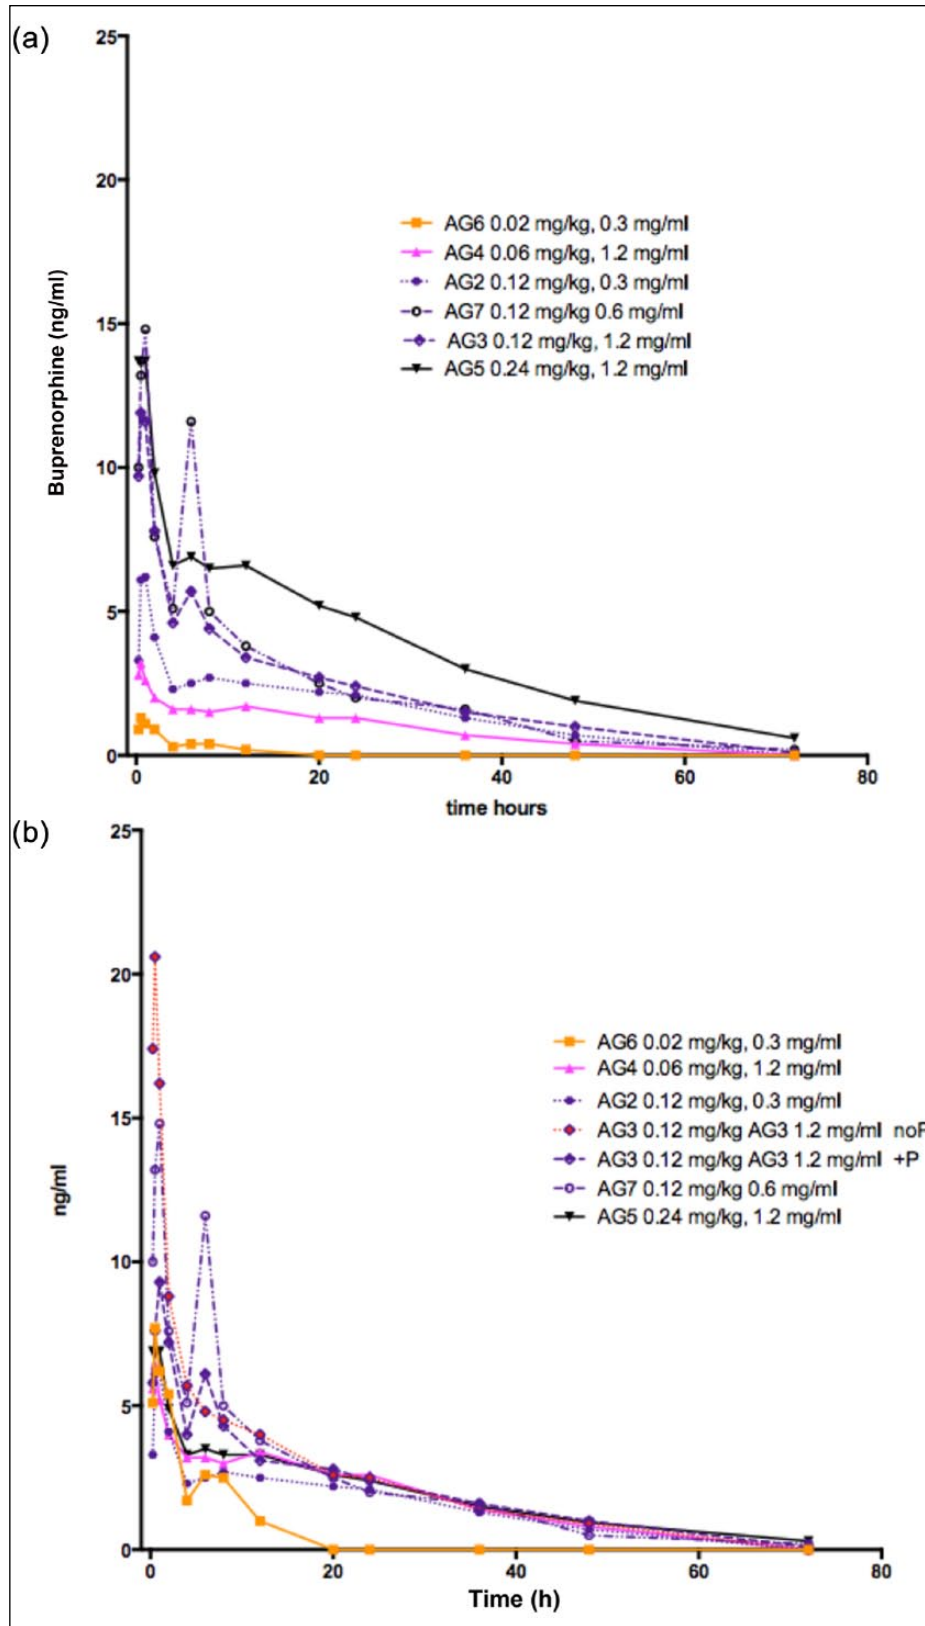 (a)
25
20
15
10
5
0
Buprenorphine (ng/ml)
AG6 0.02 mg/kg, 0.3 mg/ml
AG4 0.06 mg/kg, 1.2 mg/ml
AG2 0.12 mg/kg, 0.3 mg/ml
AG7 0.12 mg/kg 0.6 mg/ml
AG3 0.12 mg/kg, 1.2 mg/ml
AG5 0.24 mg/kg, 1.2 mg/ml
0 20 40 60 80
time hours
(b)
25
20
15
10
5
0
ng/ml
AG6 0.02 mg/kg, 0.3 mg/ml
AG4 0.06 mg/kg, 1.2 mg/ml
AG2 0.12 mg/kg, 0.3 mg/ml
AG3 0.12 mg/kg AG3 1.2 mg/ml noP
AG3 0.12 mg/kg AG3 1.2 mg/ml +P
AG7 0.12 mg/kg 0.6 mg/ml
AG5 0.24 mg/kg, 1.2 mg/ml
0 20 40 60 80
Time (h)